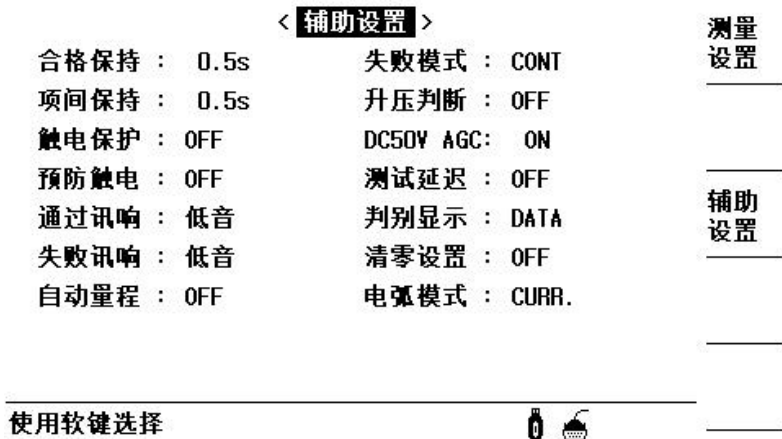 < 辅助设置 >
合格保持 : 0.5s 失败模式 : CONT
项间保持 : 0.5s 升压判断 : OFF
触电保护 : OFF DC50V AGC: ON
预防触电 : OFF 测试延迟 : OFF
通过讯响 : 低音 判别显示 : DATA
失败讯响 : 低音 清零设置 : OFF
自动量程 : OFF 电弧模式 : CURR.
使用软键选择
测量
设置
辅助
设置